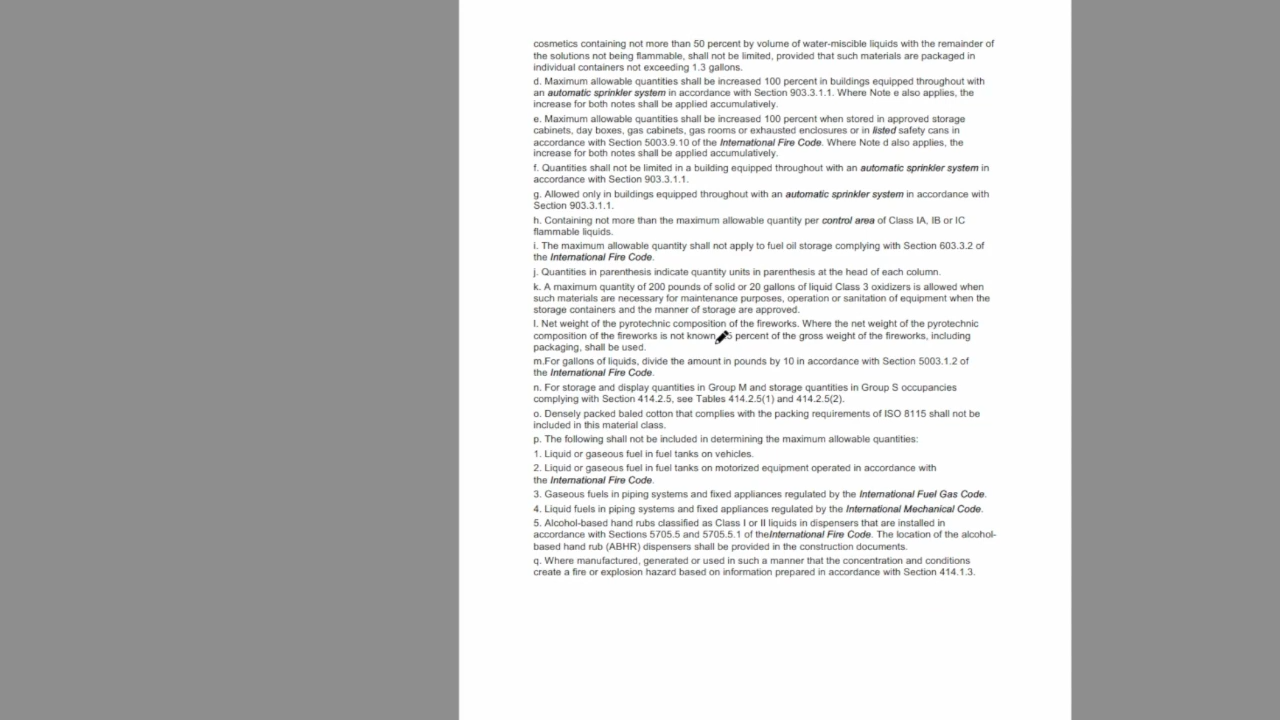 cosmetics containing not more than 50 percent by volume of water-miscible liquids with the remainder of
the solutions not being flammable, shall not be limited, provided that such materials are packaged in
individual containers not exceeding 1.3 gallons.
d. Maximum allowable quantities shall be increased 100 percent in buildings equipped throughout with
an automatic sprinkler system in accordance with Section 903.3.1.1. Where Note e also applies, the
increase for both notes shall be applied accumulatively.
e. Maximum allowable quantities shall be increased 100 percent when stored in approved storage
cabinets, day boxes, gas cabinets, gas rooms or exhausted enclosures or in listed safety cans in
accordance with Section 5003.9.10 of the International Fire Code. Where Note d also applies, the
increase for both notes shall be applied accumulatively.
f. Quantities shall not be limited in a building equipped throughout with an automatic sprinkler system in
accordance with Section 903.3.1.1.
g. Allowed only in buildings equipped throughout with an automatic sprinkler system in accordance with
Section 903.3.1.1.
h. Containing not more than the maximum allowable quantity per control area of Class IA, IB or IC
flammable liquids.
i. The maximum allowable quantity shall not apply to fuel oil storage complying with Section 603.3.2 of
the International Fire Code.
j. Quantities in parenthesis indicate quantity units in parenthesis at the head of each column.
k. A maximum quantity of 200 pounds of solid or 20 gallons of liquid Class 3 oxidizers is allowed when
such materials are necessary for maintenance purposes, operation or sanitation of equipment when the
storage containers and the manner of storage are approved.
l. Net weight of the pyrotechnic composition of the fireworks. Where the net weight of the pyrotechnic
composition of the fireworks is not known percent of the gross weight of the fireworks, including
packaging, shall be used.
m.For gallons of liquids, divide the amount in pounds by 10 in accordance with Section 5003.1.2 of
the International Fire Code.
n. For storage and display quantities in Group M and storage quantities in Group S occupancies
complying with Section 414.2.5, see Tables 414.2.5(1) and 414.2.5(2).
o. Densely packed baled cotton that complies with the packing requirements of ISO 8115 shall not be
included in this material class.
p. The following shall not be included in determining the maximum allowable quantities:
1. Liquid or gaseous fuel in fuel tanks on vehicles.
2. Liquid or gaseous fuel in fuel tanks on motorized equipment operated in accordance with
the International Fire Code.
3. Gaseous fuels in piping systems and fixed appliances regulated by the International Fuel Gas Code.
4. Liquid fuels in piping systems and fixed appliances regulated by the International Mechanical Code.
5. Alcohol-based hand rubs classified as Class I or II liquids in dispensers that are installed in
accordance with Sections 5705.5 and 5705.5.1 of theInternational Fire Code. The location of the alcohol-
based hand rub (ABHR) dispensers shall be provided in the construction documents.
q. Where manufactured, generated or used in such a manner that the concentration and conditions
create a fire or explosion hazard based on information prepared in accordance with Section 414.1.3.